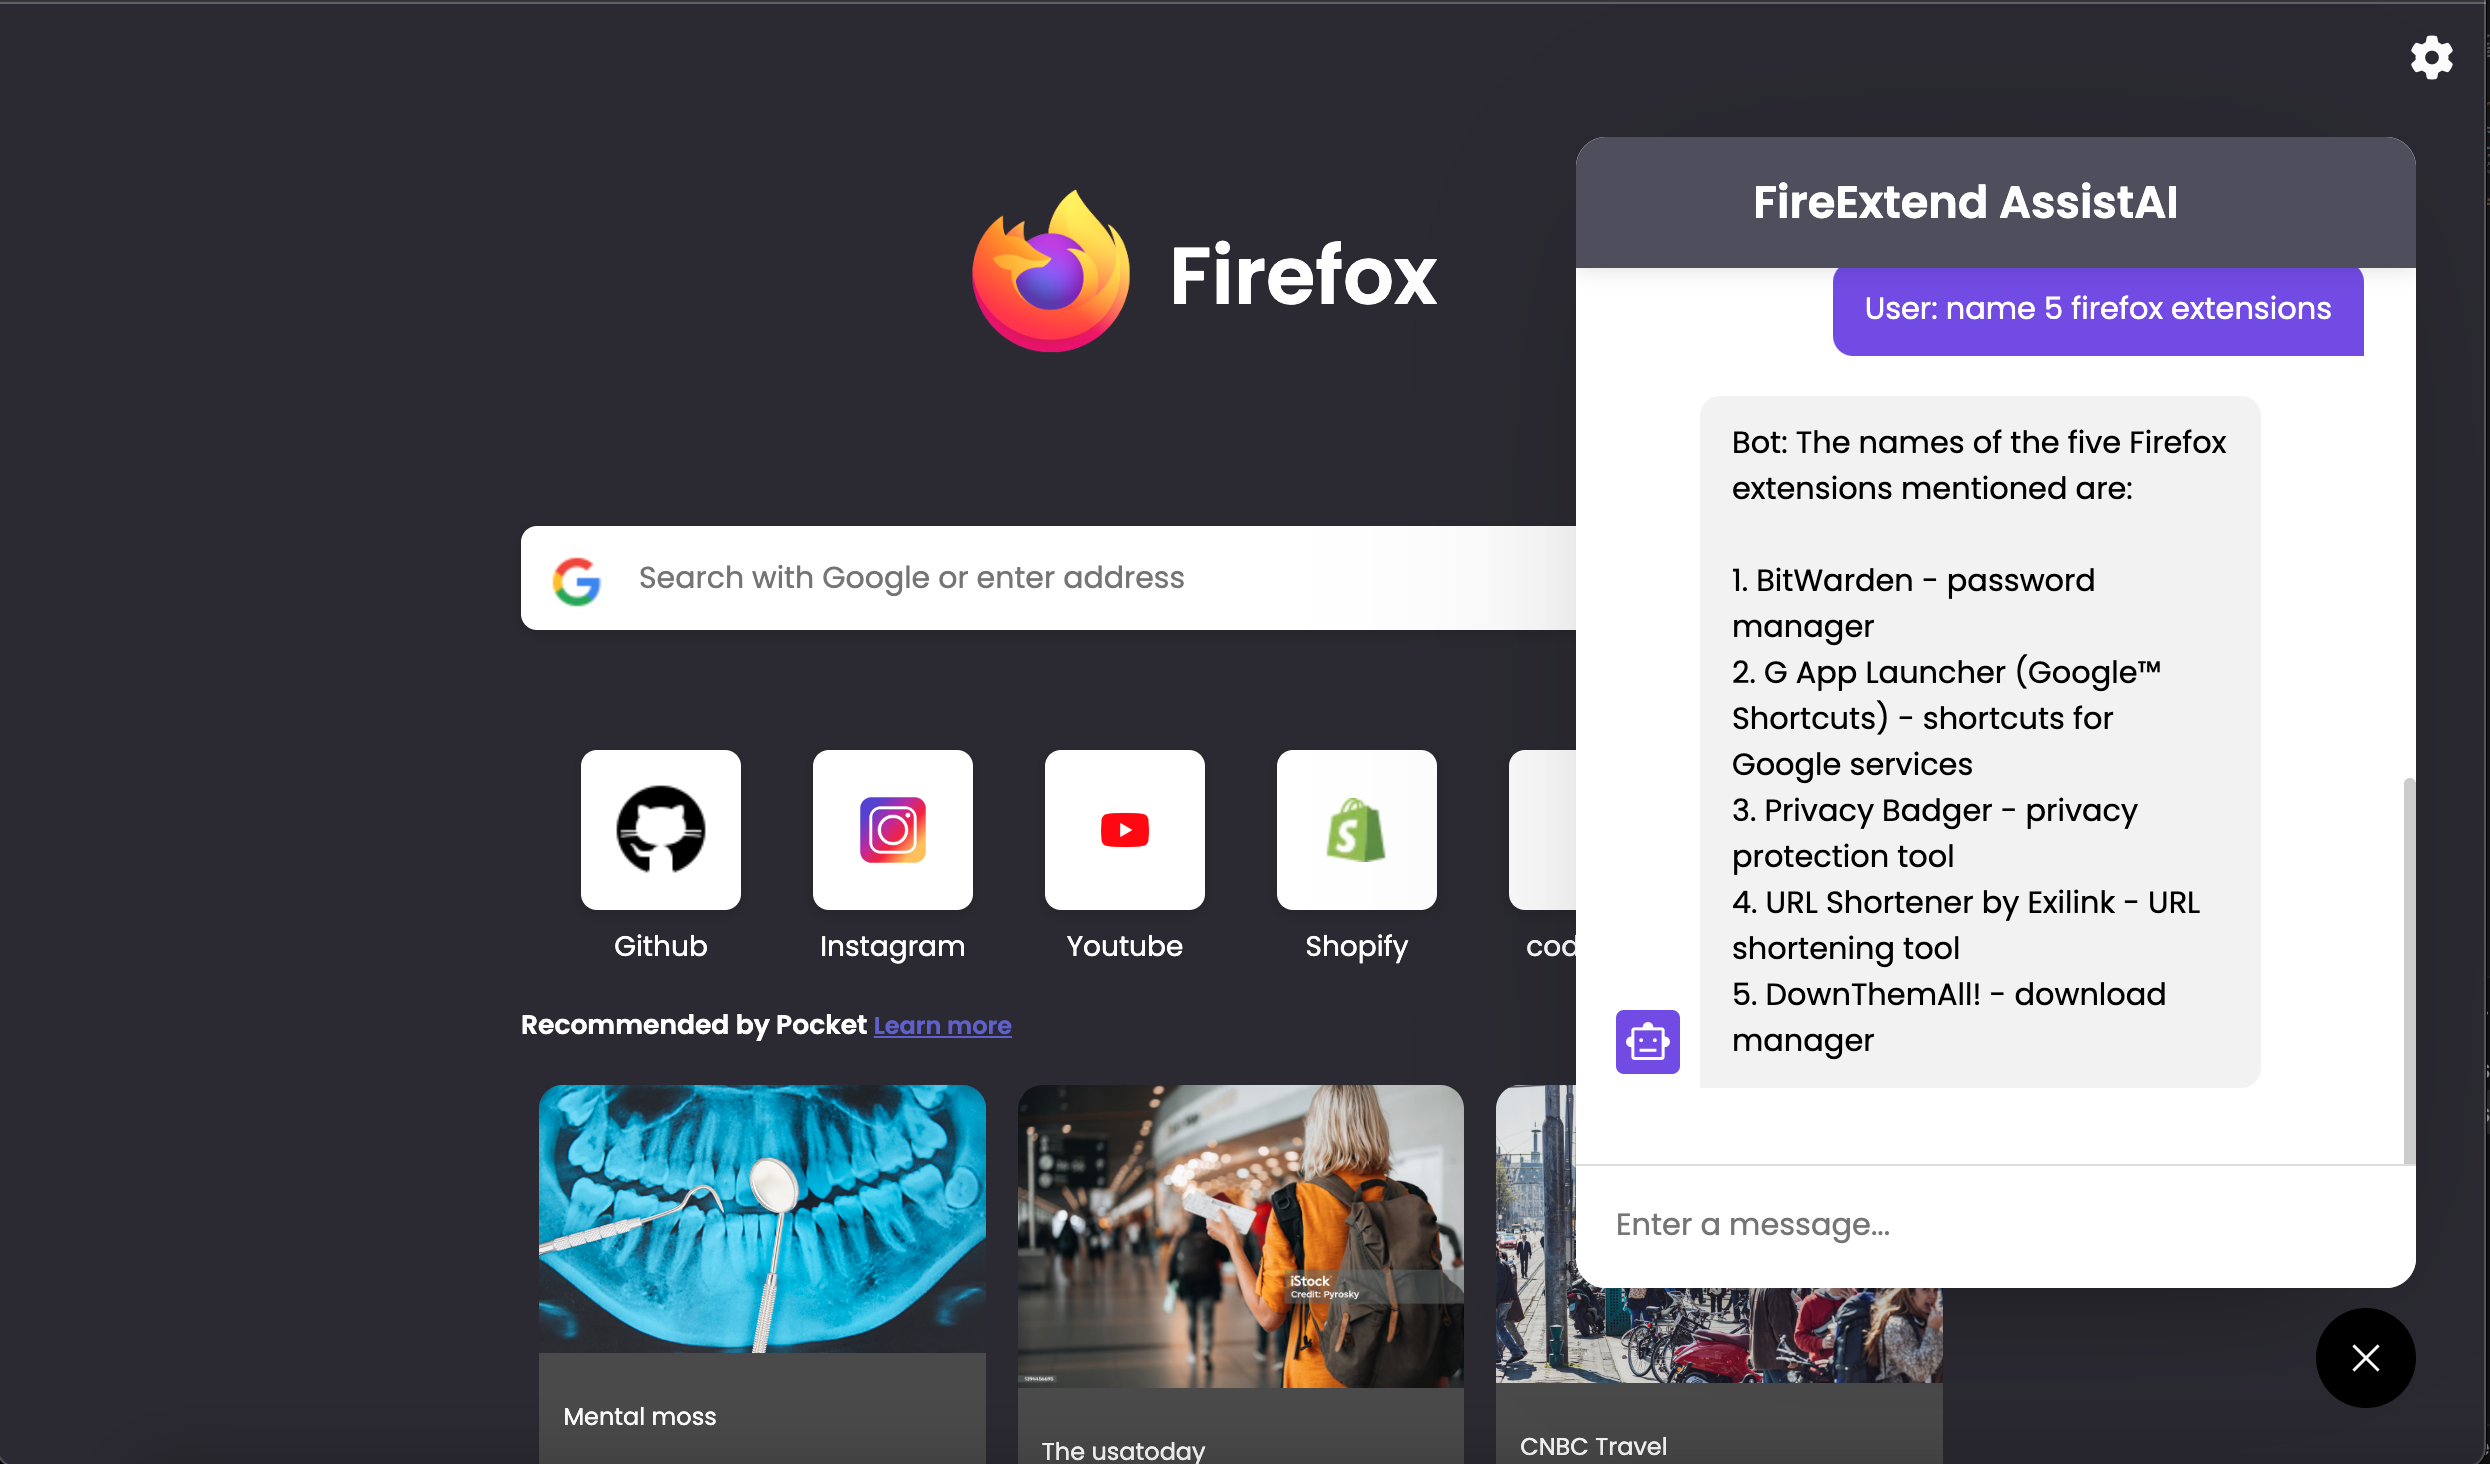 Firefox
Search with Google or enter address
Github
Instagram
Youtube
Shopify
Recommended by Pocket Learn more
iStock
Credit: Pyrosky
Mental moss
The usatoday
CNBC Travel
FireExtend AssistAI
User: name 5 firefox extensions
Bot: The names of the five Firefox
extensions mentioned are:
1. BitWarden - password
manager
2. G App Launcher (Google™
Shortcuts) - shortcuts for
Google services
3. Privacy Badger - privacy
protection tool
4. URL Shortener by Exilink - URL
shortening tool
5. DownThemAll! - download
manager
Enter a message...